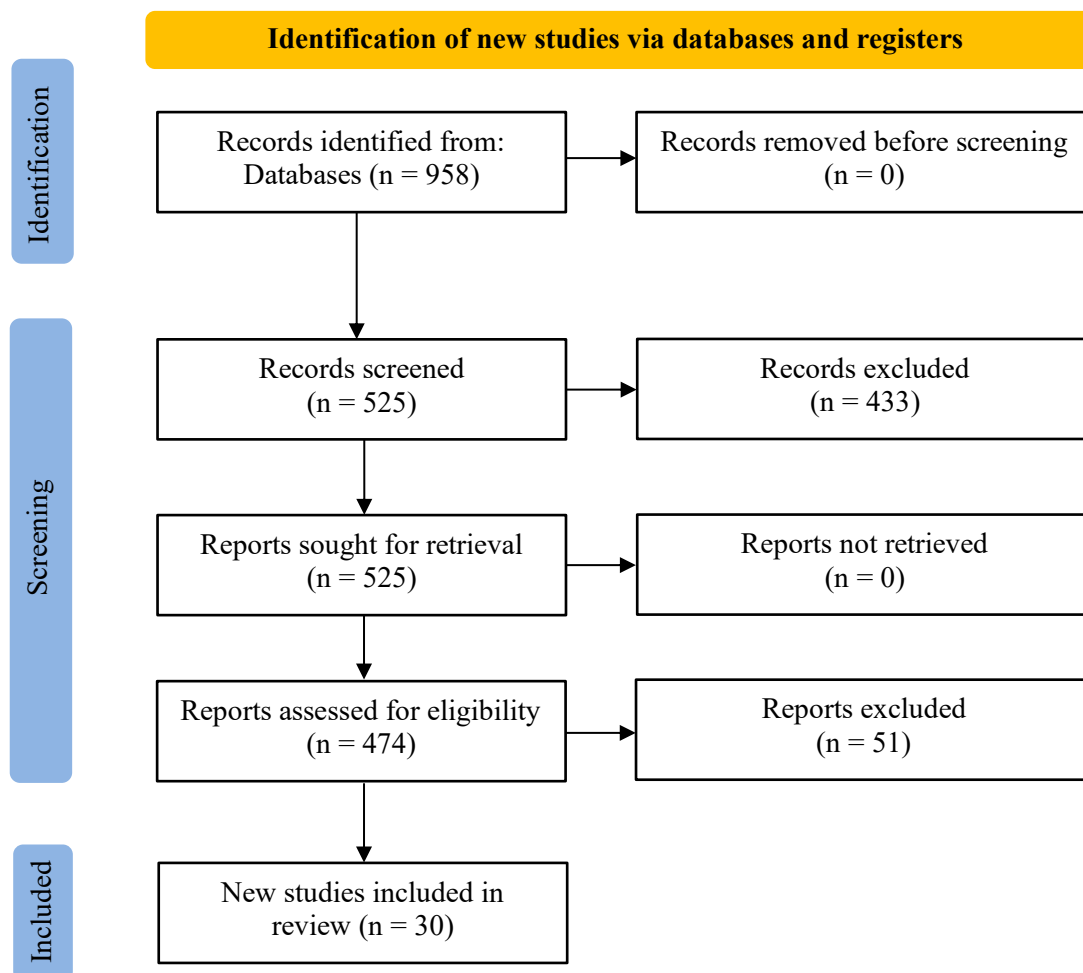 Identification of new studies via databases and registers
Identification
Records identified from:
Databases (n = 958)
Records removed before screening
(n = 0)
Screening
Records screened
(n = 525)
Records excluded
(n = 433)
Reports sought for retrieval
(n = 525)
Reports not retrieved
(n = 0)
Reports assessed for eligibility
(n = 474)
Reports excluded
(n = 51)
Included
New studies included in
review (n = 30)